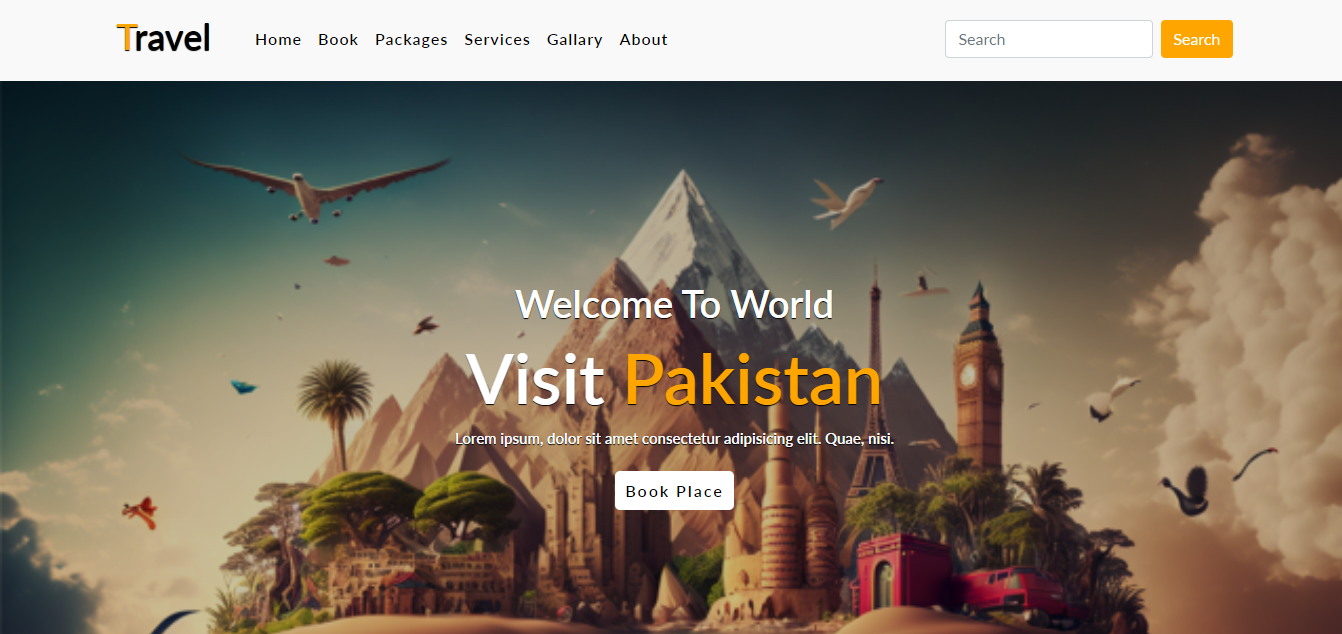 Travel Home Book Packages Services Gallary About Search Search
Welcome To World
Visit Pakistan
Lorem ipsum, dolor sit amet consectetur adipisicing elit. Quae, nisi.
Book Place